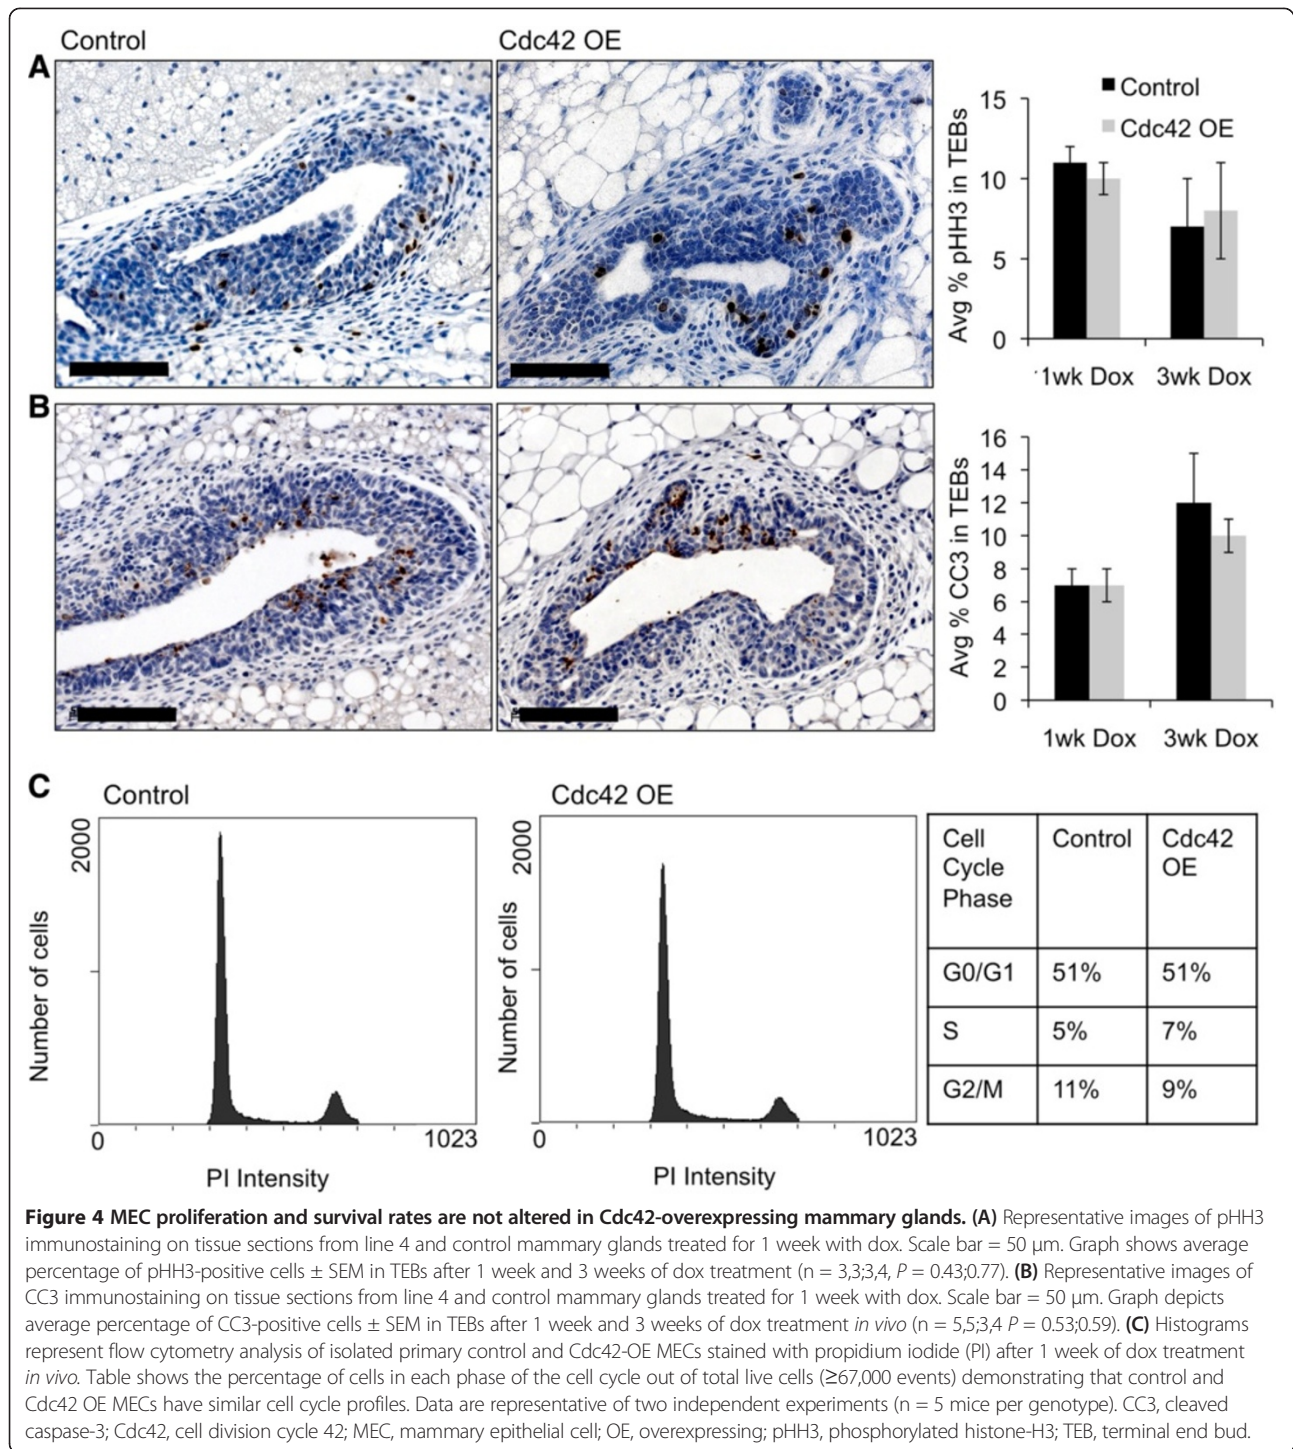 Control
Cdc42 OE
A
Avg % pHH3 in TEBs
Control
Cdc42 OE
15
10
5
0
1wk Dox 3wk Dox
B
Avg % CC3 in TEBs
16
14
12
10
8
6
4
2
0
1wk Dox 3wk Dox
C
Control
Number of cells
2000
0
1023
PI Intensity
Cdc42 OE
Number of cells
2000
0
1023
PI Intensity
Cell Cycle Phase Control Cdc42 OE
G0/G1 51% 51%
S 5% 7%
G2/M 11% 9%
Figure 4 MEC proliferation and survival rates are not altered in Cdc42-overexpressing mammary glands. (A) Representative images of pHH3
immunostaining on tissue sections from line 4 and control mammary glands treated for 1 week with dox. Scale bar = 50 μm. Graph shows average
percentage of pHH3-positive cells ± SEM in TEBs after 1 week and 3 weeks of dox treatment (n = 3,3;3,4, P = 0.43;0.77). (B) Representative images of
CC3 immunostaining on tissue sections from line 4 and control mammary glands treated for 1 week with dox. Scale bar = 50 μm. Graph depicts
average percentage of CC3-positive cells ± SEM in TEBs after 1 week and 3 weeks of dox treatment in vivo (n = 5,5;3,4 P = 0.53;0.59). (C) Histograms
represent flow cytometry analysis of isolated primary control and Cdc42-OE MECs stained with propidium iodide (PI) after 1 week of dox treatment
in vivo. Table shows the percentage of cells in each phase of the cell cycle out of total live cells (≥67,000 events) demonstrating that control and
Cdc42 OE MECs have similar cell cycle profiles. Data are representative of two independent experiments (n = 5 mice per genotype). CC3, cleaved
caspase-3; Cdc42, cell division cycle 42; MEC, mammary epithelial cell; OE, overexpressing; pHH3, phosphorylated histone-H3; TEB, terminal end bud.